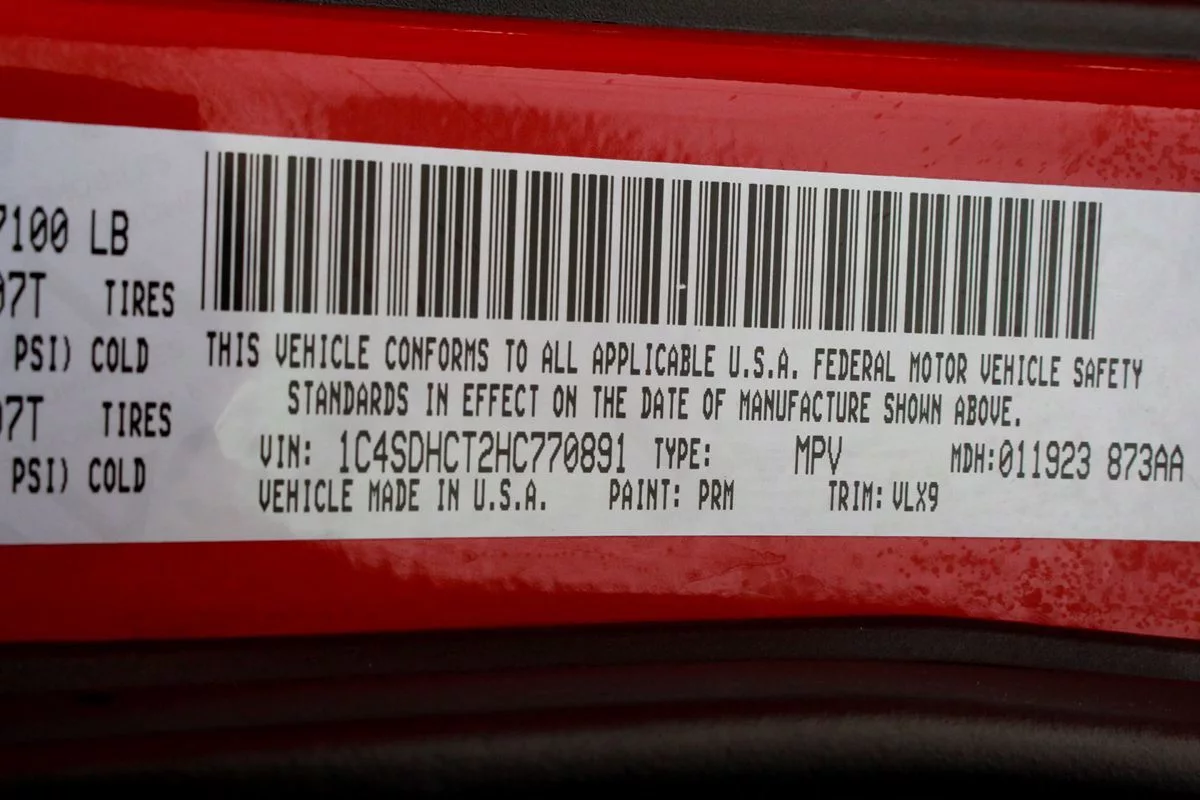 7100 LB
07T TIRES
PSI) COLD
07T TIRES
PSI) COLD
THIS VEHICLE CONFORMS TO ALL APPLICABLE U.S.A. FEDERAL MOTOR VEHICLE SAFETY
STANDARDS IN EFFECT ON THE DATE OF MANUFACTURE SHOWN ABOVE.
VIN: 1C4SDHCT2HC770891 TYPE: MPV MDH:011923 873AA
VEHICLE MADE IN U.S.A. PAINT: PRM TRIM: VLX9